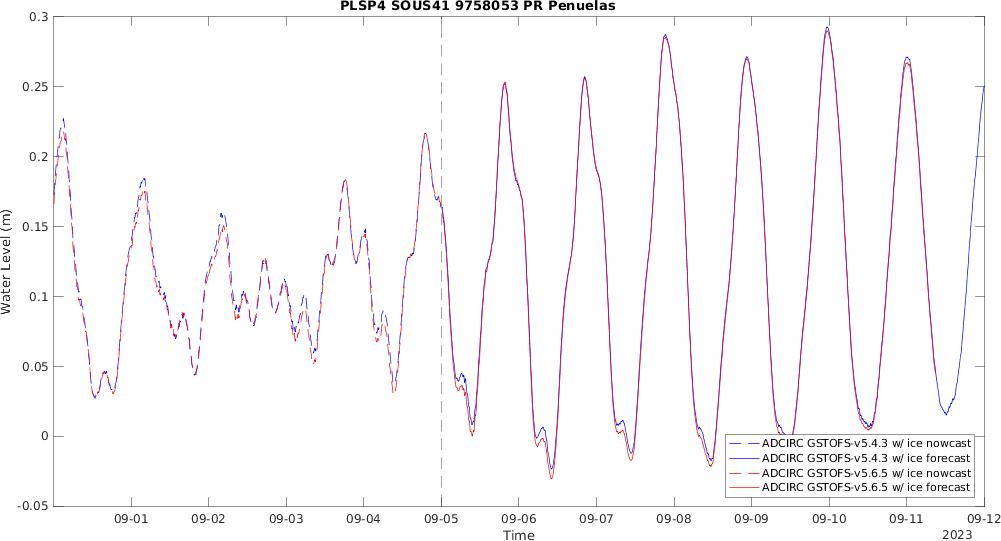 PLSP4 SOUS41 9758053 PR Penuelas
0.3
0.25
0.2
0.15
0.1
0.05
0
-0.05
Water Level (m)
ADCIRC GSTOFS-v5.4.3 w/ ice nowcast
ADCIRC GSTOFS-v5.4.3 w/ ice forecast
ADCIRC GSTOFS-v5.6.5 w/ ice nowcast
ADCIRC GSTOFS-v5.6.5 w/ ice forecast
09-01 09-02 09-03 09-04 09-05 09-06 09-07 09-08 09-09 09-10 09-11 09-12
Time
2023